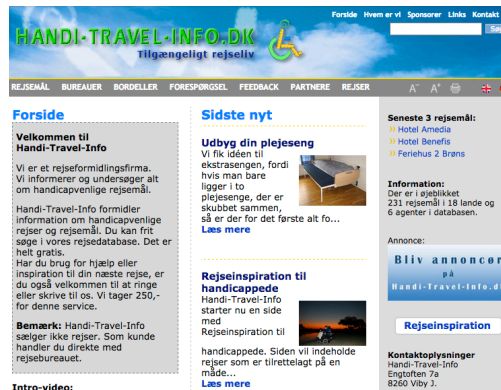 Forside Hvem er vi Sponsorer Links Kontakt
HANDI-TRAVEL-INFO.DK
Tilgængeligt rejseliv
REJSEMÅL BUREAUER BORDELLER FORESPØRGSEL FEEDBACK PARTNERE REJSER A- A+
Forside
Velkommen til
Handi-Travel-Info
Vi er et rejseformidlingsfirma.
Vi informerer og undersøger alt
om handicapvenlige rejsemål.
Handi-Travel-Info formidler
information om handicapvenlige
rejser og rejsemål. Du kan frit
søge i vores rejsedatabase. Det er
helt gratis.
Har du brug for hjælp eller
inspiration til din næste rejse, er
du også velkommen til at ringe
eller skrive til os. Vi tager 250,-
for denne service.
Bemærk: Handi-Travel-Info
sælger ikke rejser. Som kunde
handler du direkte med
rejsebureauet.
Intro-video:
Sidste nyt
Udbyg din plejeseng
Vi fik idéen til
ekstrasengen, fordi
hvis man bare
ligger i to
plejesenge, der er
skubbet sammen,
så er der for det første alt fo...
Læs mere
Rejseinspiration til
handicappede
Handi-Travel-Info
starter nu en side
med
Rejseinspiration til
handicappede. Siden vil indeholde
rejser som er tilrettelagt på en
måde...
Læs mere
Seneste 3 rejsemål:
›› Hotel Amedia
›› Hotel Benefis
›› Feriehus 2 Brøns
Information:
Der er i øjeblikket
231 rejsemål i 18 lande og
6 agenter i databasen.
Annonce:
Bliv annoncør
på
Handi-Travel-Info.d
Rejseinspiration
Kontaktoplysninger
Handi-Travel-Info
Engtoften 7a
8260 Viby J.